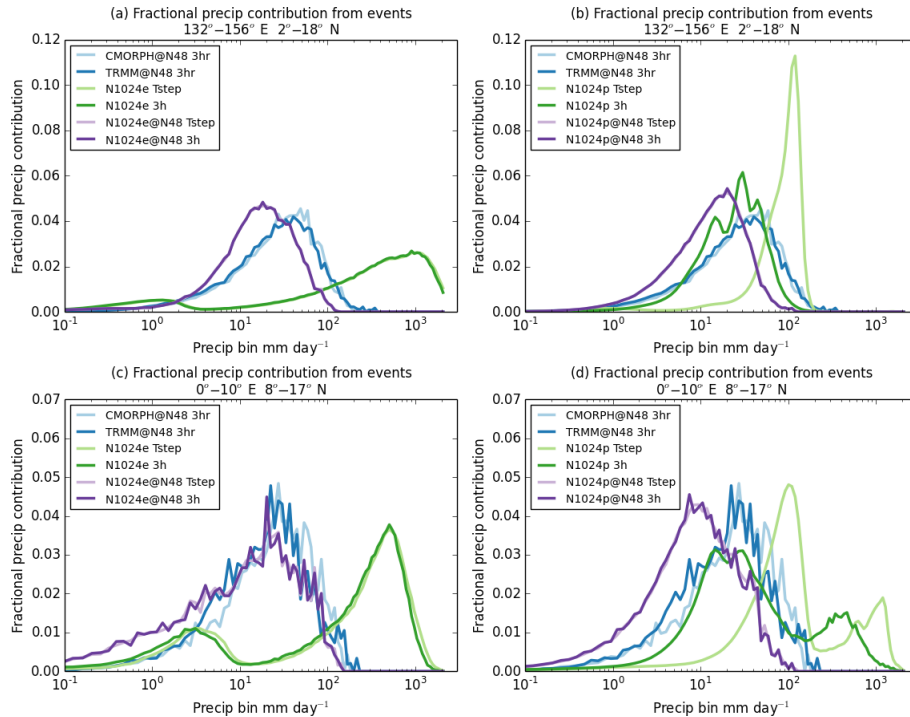 (a) Fractional precip contribution from events
132°−156° E 2°−18° N
Fractional precip contribution
0.12
0.10
0.08
0.06
0.04
0.02
0.00
CMORPH@N48 3hr
TRMM@N48 3hr
N1024e Tstep
N1024e 3h
N1024e@N48 Tstep
N1024e@N48 3h
10⁻¹ 10⁰ 10¹ 10² 10³
Precip bin mm day⁻¹
(b) Fractional precip contribution from events
132°−156° E 2°−18° N
Fractional precip contribution
0.12
0.10
0.08
0.06
0.04
0.02
0.00
CMORPH@N48 3hr
TRMM@N48 3hr
N1024p Tstep
N1024p 3h
N1024p@N48 Tstep
N1024p@N48 3h
10⁻¹ 10⁰ 10¹ 10² 10³
Precip bin mm day⁻¹
(c) Fractional precip contribution from events
0°−10° E 8°−17° N
Fractional precip contribution
0.07
0.06
0.05
0.04
0.03
0.02
0.01
0.00
CMORPH@N48 3hr
TRMM@N48 3hr
N1024e Tstep
N1024e 3h
N1024e@N48 Tstep
N1024e@N48 3h
10⁻¹ 10⁰ 10¹ 10² 10³
Precip bin mm day⁻¹
(d) Fractional precip contribution from events
0°−10° E 8°−17° N
Fractional precip contribution
0.07
0.06
0.05
0.04
0.03
0.02
0.01
0.00
CMORPH@N48 3hr
TRMM@N48 3hr
N1024p Tstep
N1024p 3h
N1024p@N48 Tstep
N1024p@N48 3h
10⁻¹ 10⁰ 10¹ 10² 10³
Precip bin mm day⁻¹